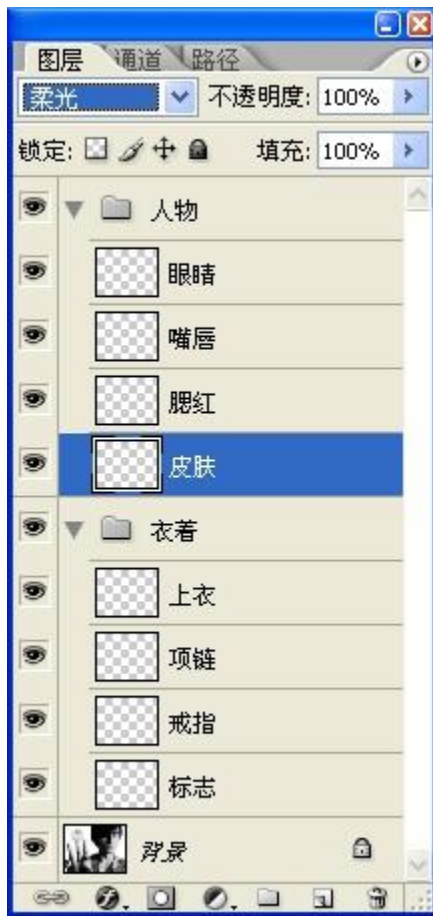 图层 通道 路径
柔光 不透明度: 100%
锁定: 填充: 100%
人物
眼睛
嘴唇
腮红
皮肤
衣着
上衣
项链
戒指
标志
背景